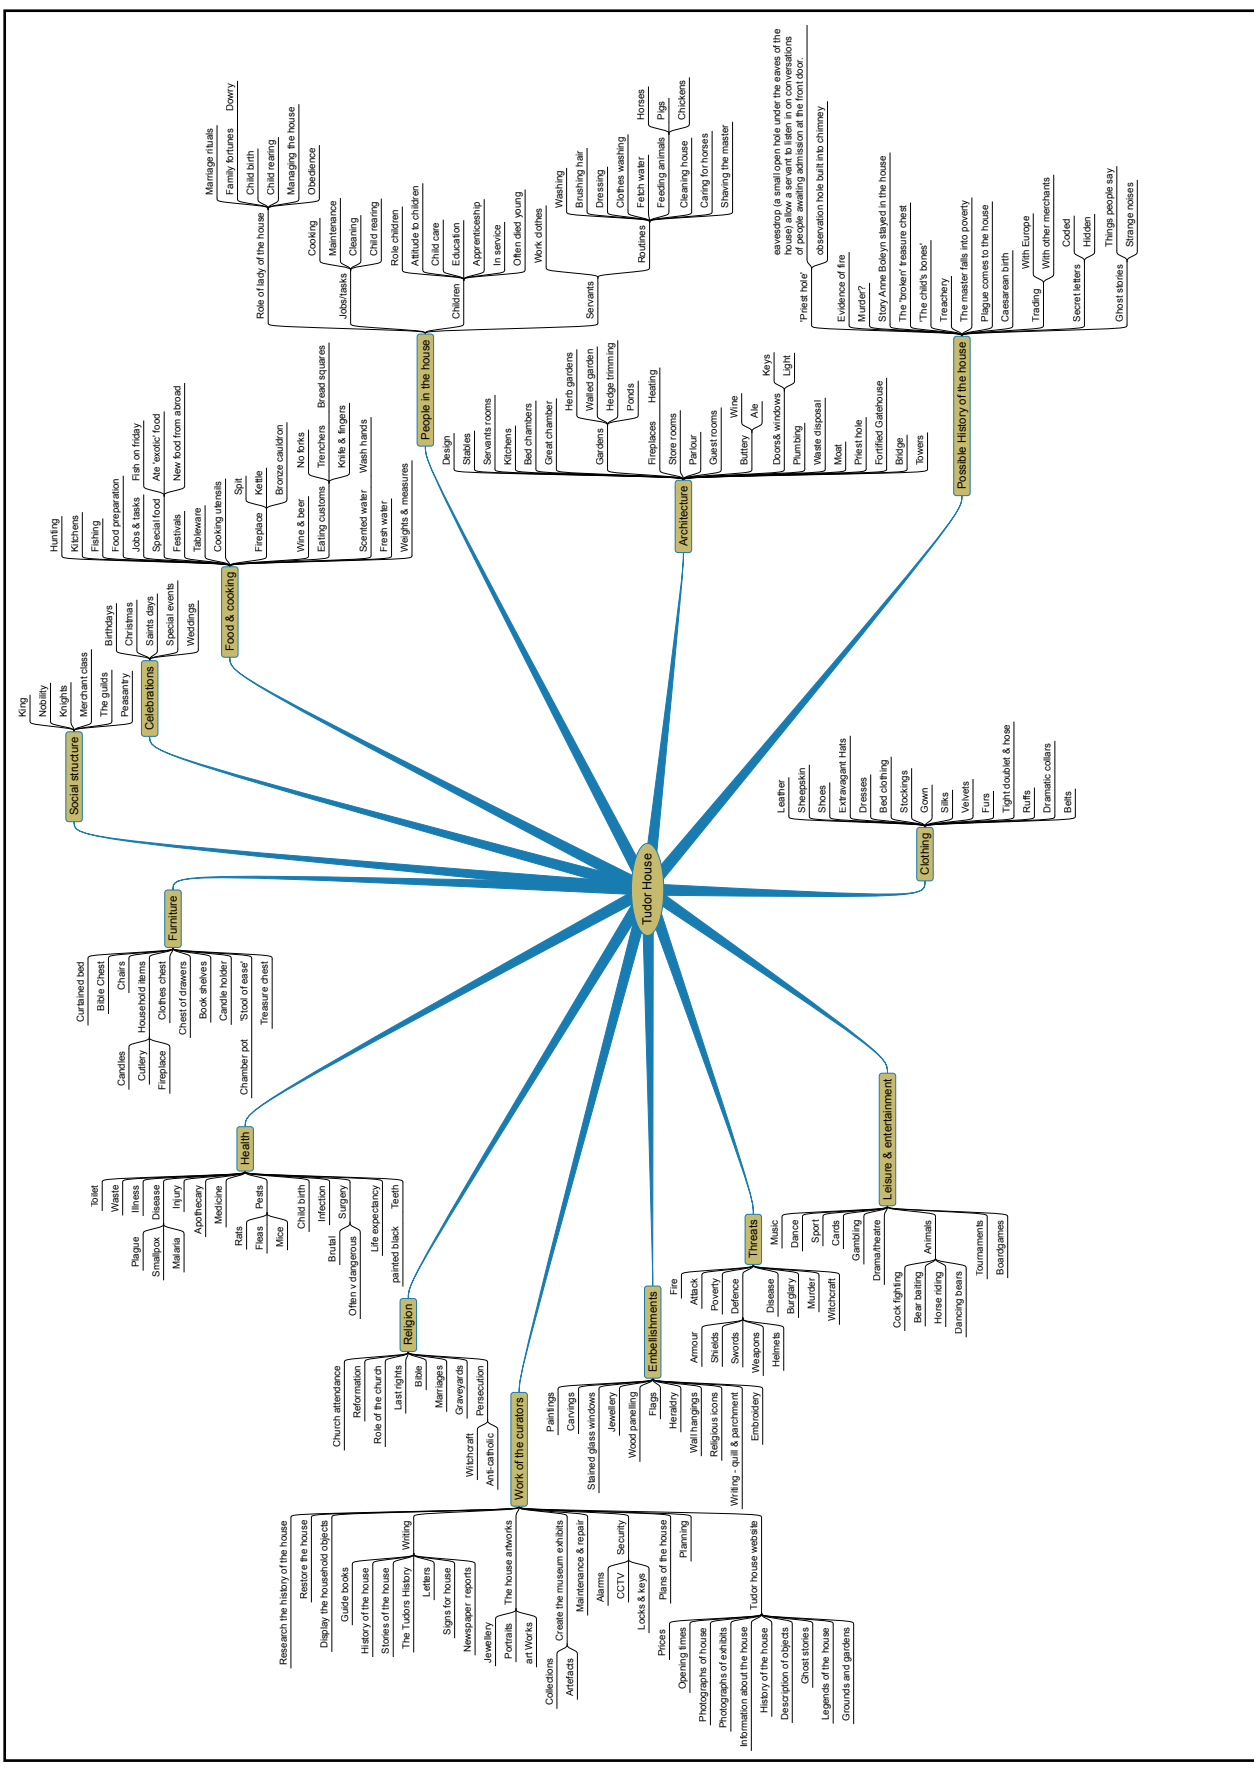 Tudor House
Social structure
King
Nobility
Knights
Merchant class
The guilds
Peasantry
Celebrations
Birthdays
Christmas
Saints days
Special events
Weddings
Food & cooking
Hunting
Kitchens
Fishing
Food preparation
Jobs & tasks
Special food
Fish on friday
Ate 'exotic' food
New food from abroad
Festivals
Tableware
Cooking utensils
Fireplace
Spit
Kettle
Bronze cauldron
Wine & beer
Eating customs
No forks
Trenchers
Bread squares
Knife & fingers
Scented water
Wash hands
Fresh water
Weights & measures
People in the house
Role of lady of the house
Marriage rituals
Family fortunes
Dowry
Child birth
Child rearing
Managing the house
Obedience
Jobs/tasks
Cooking
Maintenance
Cleaning
Child rearing
Children
Role children
Attitude to children
Child care
Education
Apprenticeship
In service
Often died young
Servants
Work clothes
Routines
Washing
Brushing hair
Dressing
Clothes washing
Fetch water
Feeding animals
Horses
Pigs
Chickens
Cleaning house
Caring for horses
Shaving the master
Architecture
Design
Stables
Servants rooms
Kitchens
Bed chambers
Great chamber
Gardens
Herb gardens
Walled garden
Hedge trimming
Ponds
Fireplaces
Heating
Store rooms
Parlour
Guest rooms
Buttery
Wine
Ale
Doors& windows
Keys
Light
Plumbing
Waste disposal
Moat
Priest hole
Fortified Gatehouse
Bridge
Towers
Possible History of the house
'Priest hole'
eavesdrop (a small open hole under the eaves of the
house) allow a servant to listen in on conversations
of people awaiting admission at the front door.
observation hole built into chimney
Evidence of fire
Murder?
Story Anne Boleyn stayed in the house
The 'broken' treasure chest
'The child's bones'
Treachery
The master falls into poverty
Plague comes to the house
Caesarean birth
Trading
With Europe
With other merchants
Secret letters
Coded
Hidden
Ghost stories
Things people say
Strange noises
Clothing
Leather
Sheepskin
Shoes
Extravagant Hats
Dresses
Bed clothing
Stockings
Gown
Silks
Velvets
Furs
Tight doublet & hose
Ruffs
Dramatic collars
Belts
Furniture
Curtained bed
Bible Chest
Chairs
Household items
Candles
Cutlery
Fireplace
Clothes chest
Chest of drawers
Book shelves
Candle holder
'Stool of ease'
Chamber pot
Treasure chest
Health
Toilet
Waste
Illness
Disease
Plague
Smallpox
Malaria
Injury
Apothecary
Medicine
Pests
Rats
Fleas
Mice
Child birth
Infection
Surgery
Brutal
Often v dangerous
Life expectancy
Teeth
painted black
Religion
Church attendance
Reformation
Role of the church
Last rights
Bible
Marriages
Graveyards
Persecution
Witchcraft
Anti-catholic
Work of the curators
Research the history of the house
Restore the house
Display the household objects
Writing
Guide books
History of the house
Stories of the house
The Tudors History
Letters
Signs for house
Newspaper reports
The house artworks
Jewellery
Portraits
art Works
Create the museum exhibits
Collections
Artefacts
Maintenance & repair
Security
Alarms
CCTV
Locks & keys
Plans of the house
Planning
Tudor house website
Prices
Opening times
Photographs of house
Photographs of exhibits
Information about the house
History of the house
Description of objects
Ghost stories
Legends of the house
Grounds and gardens
Embellishments
Paintings
Carvings
Stained glass windows
Jewellery
Wood panelling
Flags
Heraldry
Wall hangings
Religious icons
Writing - quill & parchment
Embroidery
Threats
Fire
Attack
Poverty
Defence
Armour
Shields
Swords
Weapons
Helmets
Disease
Burglary
Murder
Witchcraft
Leisure & entertainment
Music
Dance
Sport
Cards
Gambling
Drama/theatre
Animals
Cock fighting
Bear baiting
Horse riding
Dancing bears
Tournaments
Boardgames